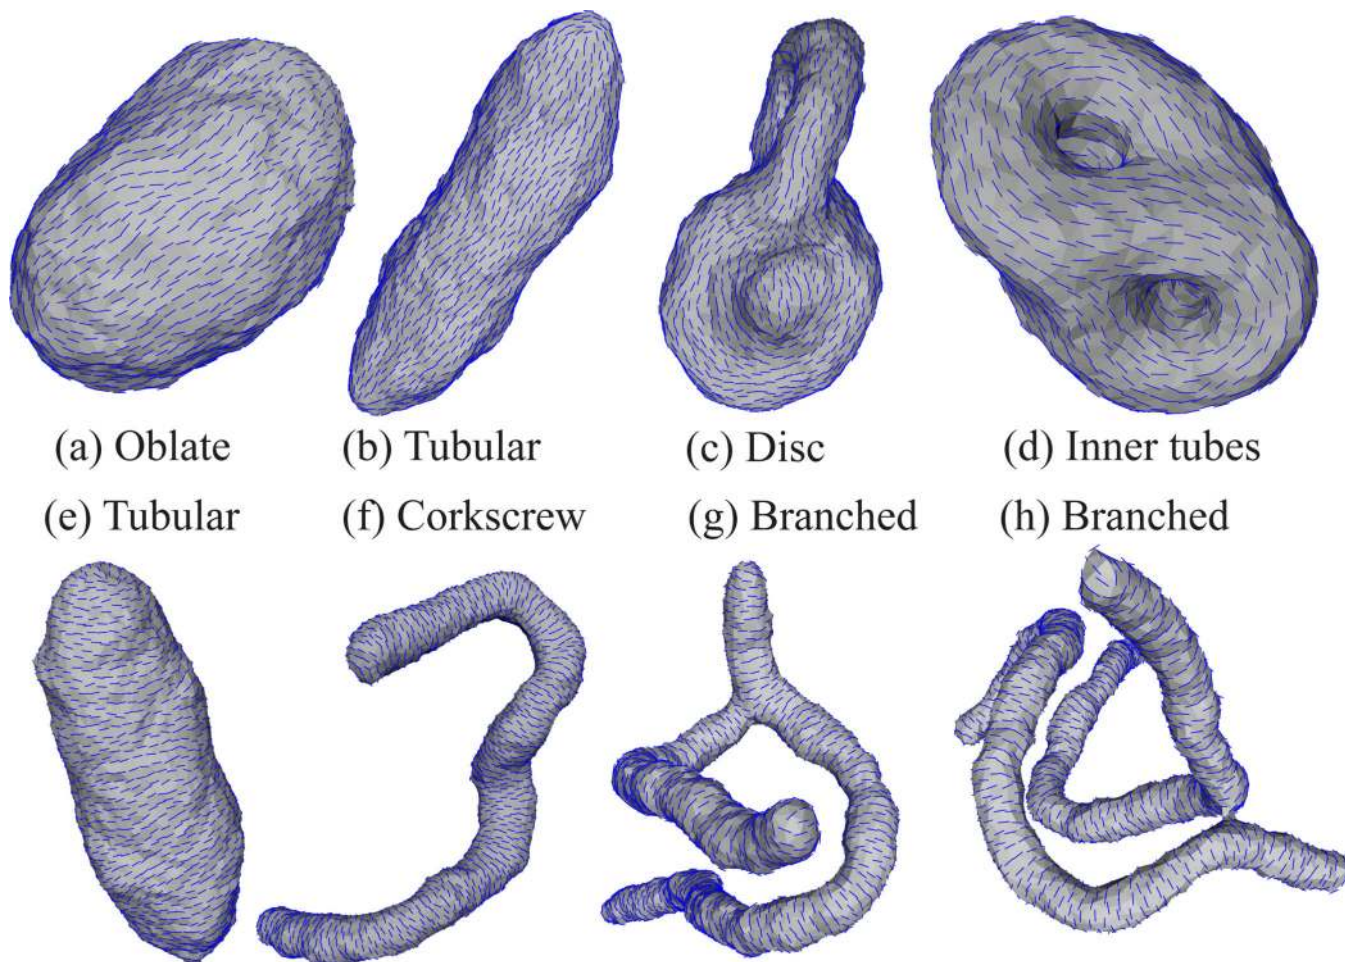 (a) Oblate (b) Tubular (c) Disc (d) Inner tubes
(e) Tubular (f) Corkscrew (g) Branched (h) Branched